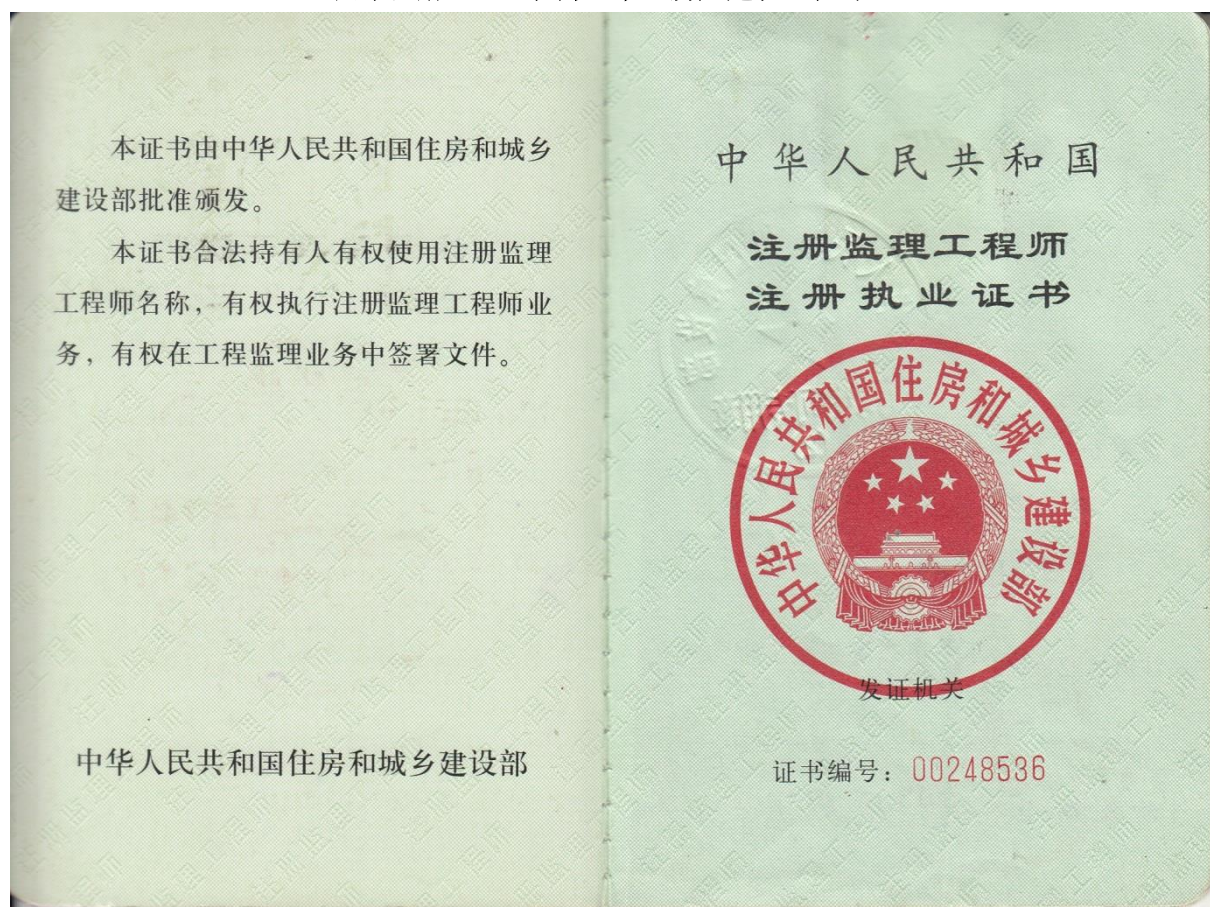 本证书由中华人民共和国住房和城乡
建设部批准颁发。
本证书合法持有人有权使用注册监理
工程师名称，有权执行注册监理工程师业
务，有权在工程监理业务中签署文件。
中华人民共和国住房和城乡建设部
中华人民共和国
注册监理工程师
注册执业证书
中华人民共和国住房和城乡建设部
发证机关
证书编号：00248536